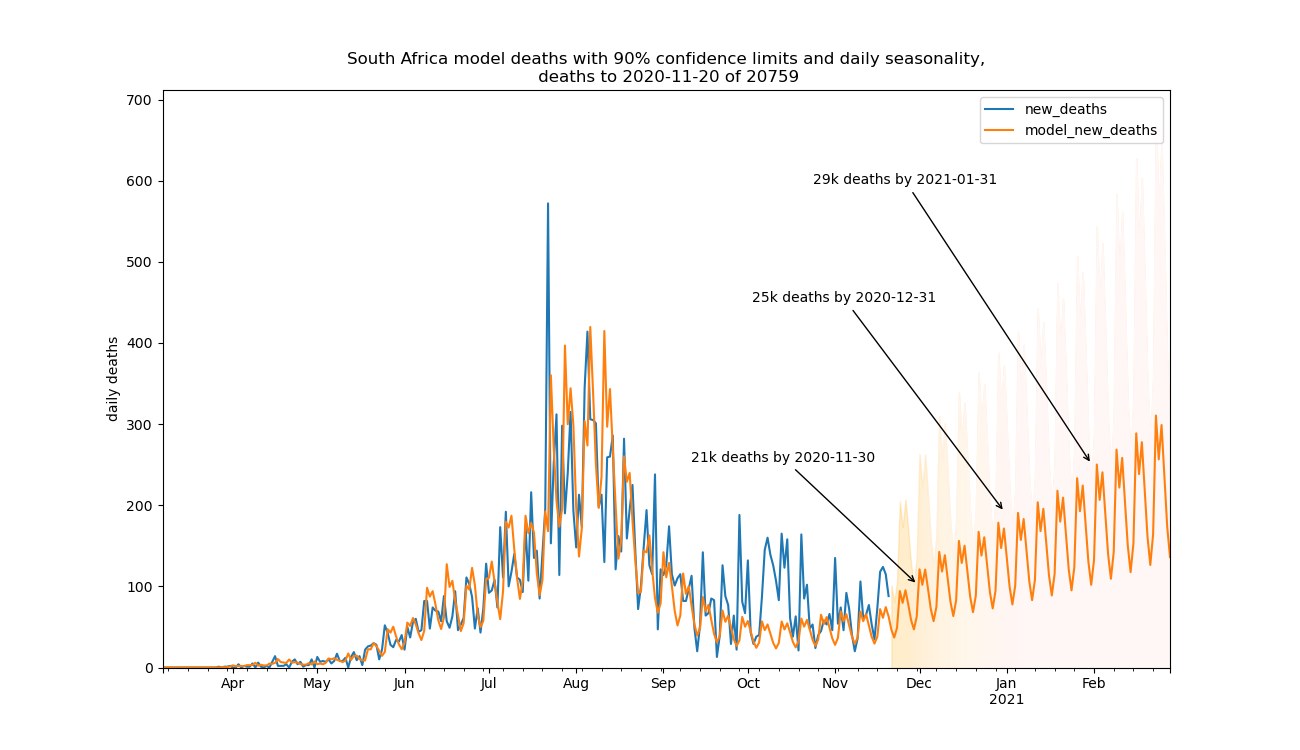 South Africa model deaths with 90% confidence limits and daily seasonality,
deaths to 2020-11-20 of 20759
700
600
500
400
300
200
100
0
daily deaths
new_deaths
model_new_deaths
29k deaths by 2021-01-31
25k deaths by 2020-12-31
21k deaths by 2020-11-30
Apr May Jun Jul Aug Sep Oct Nov Dec Jan Feb
2021